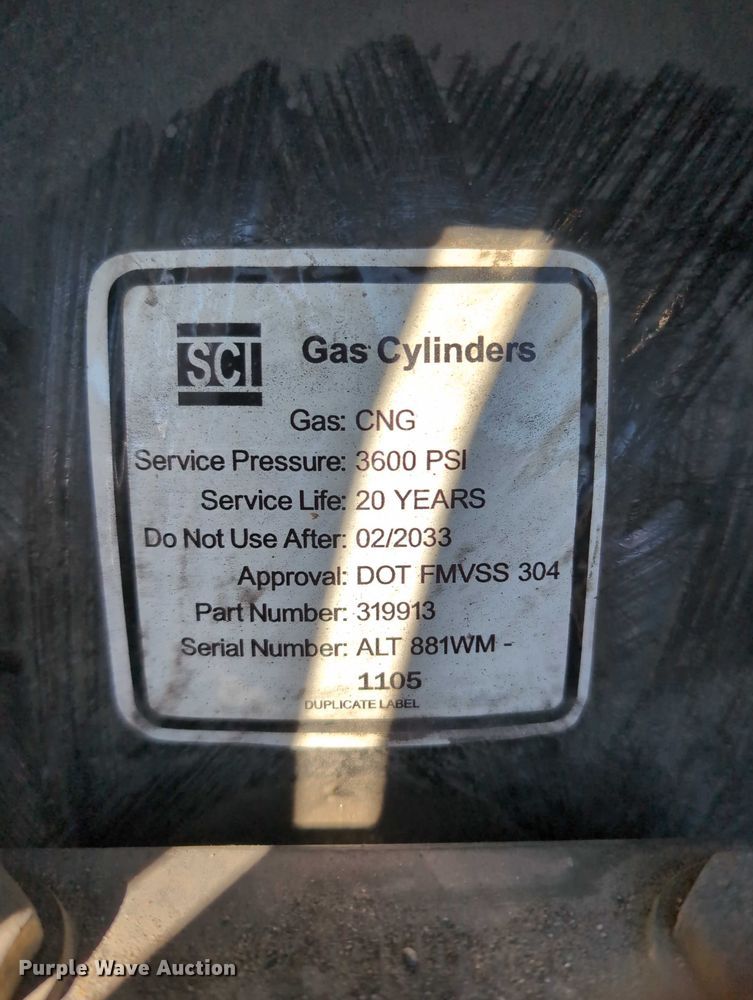 SCI Gas Cylinders
Gas: CNG
Service Pressure: 3600 PSI
Service Life: 20 YEARS
Do Not Use After: 02/2033
Approval: DOT FMVSS 304
Part Number: 319913
Serial Number: ALT 881WM -
1105
DUPLICATE LABEL
Purple Wave Auction